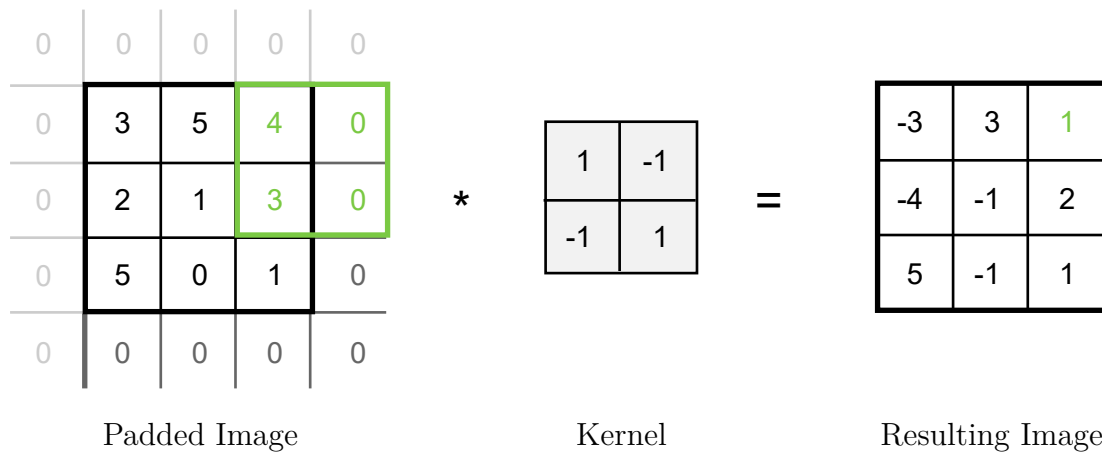 0 0 0 0 0
0 3 5 4 0
0 2 1 3 0
0 5 0 1 0
0 0 0 0 0
Padded Image
*
1 -1
-1 1
Kernel
=
-3 3 1
-4 -1 2
5 -1 1
Resulting Image